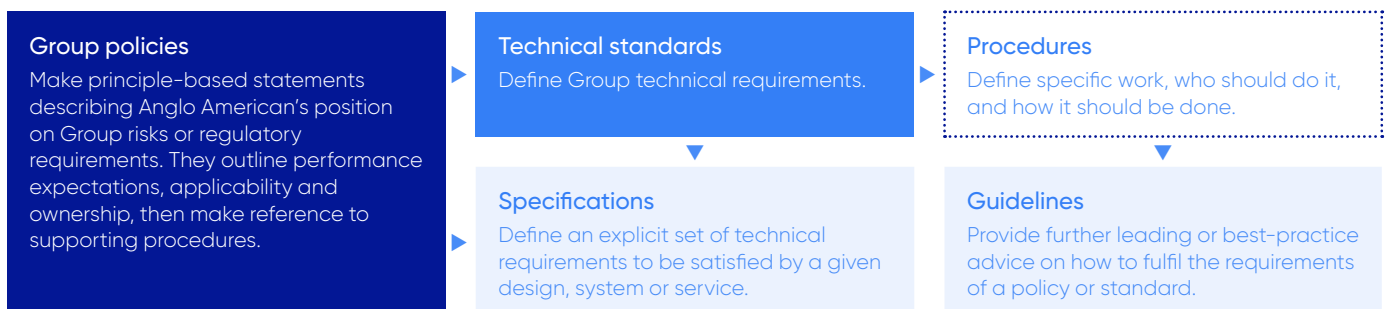 Group policies
Make principle-based statements
describing Anglo American's position
on Group risks or regulatory
requirements. They outline performance
expectations, applicability and
ownership, then make reference to
supporting procedures.
Technical standards
Define Group technical requirements.
Specifications
Define an explicit set of technical
requirements to be satisfied by a given
design, system or service.
Procedures
Define specific work, who should do it,
and how it should be done.
Guidelines
Provide further leading or best-practice
advice on how to fulfil the requirements
of a policy or standard.